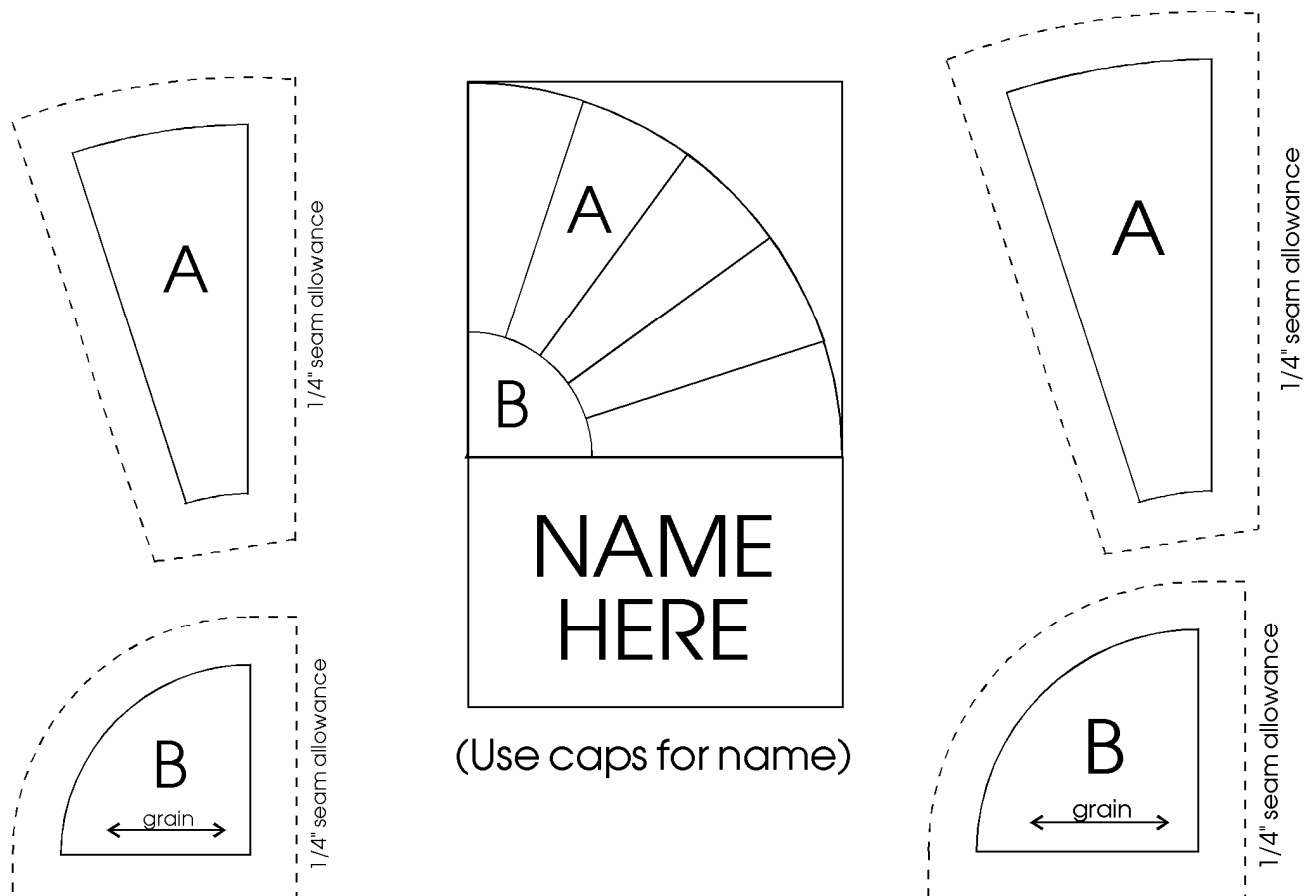 A
1/4" seam allowance
B
grain
1/4" seam allowance
A
B
NAME
HERE
(Use caps for name)
A
1/4" seam allowance
B
grain
1/4" seam allowance